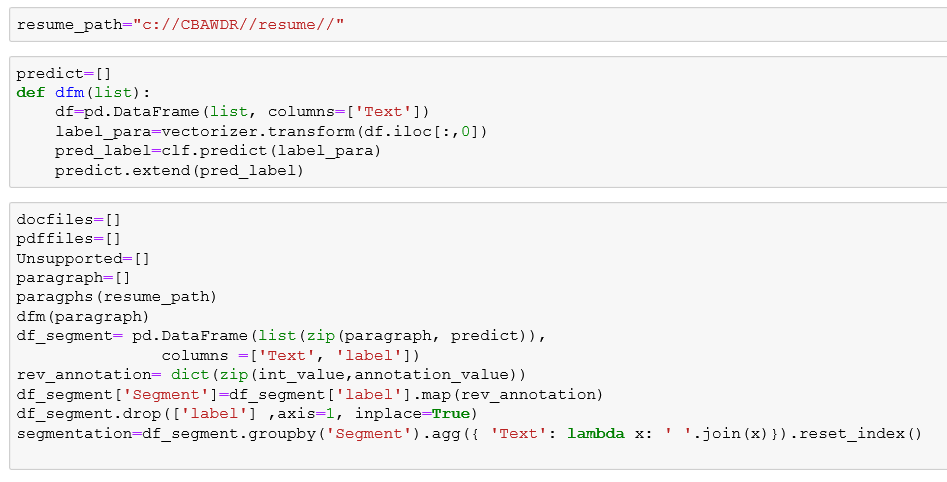 resume_path="c://CBAWDR//resume//"
predict=[]
def dfm(list):
    df=pd.DataFrame(list, columns=['Text'])
    label_para=vectorizer.transform(df.iloc[:,0])
    pred_label=clf.predict(label_para)
    predict.extend(pred_label)
docfiles=[]
pdffiles=[]
Unsupported=[]
paragraph=[]
paragphs(resume_path)
dfm(paragraph)
df_segment= pd.DataFrame(list(zip(paragraph, predict)),
               columns =['Text', 'label'])
rev_annotation= dict(zip(int_value,annotation_value))
df_segment['Segment']=df_segment['label'].map(rev_annotation)
df_segment.drop(['label'] ,axis=1, inplace=True)
segmentation=df_segment.groupby('Segment').agg({ 'Text': lambda x: ' '.join(x)}).reset_index()